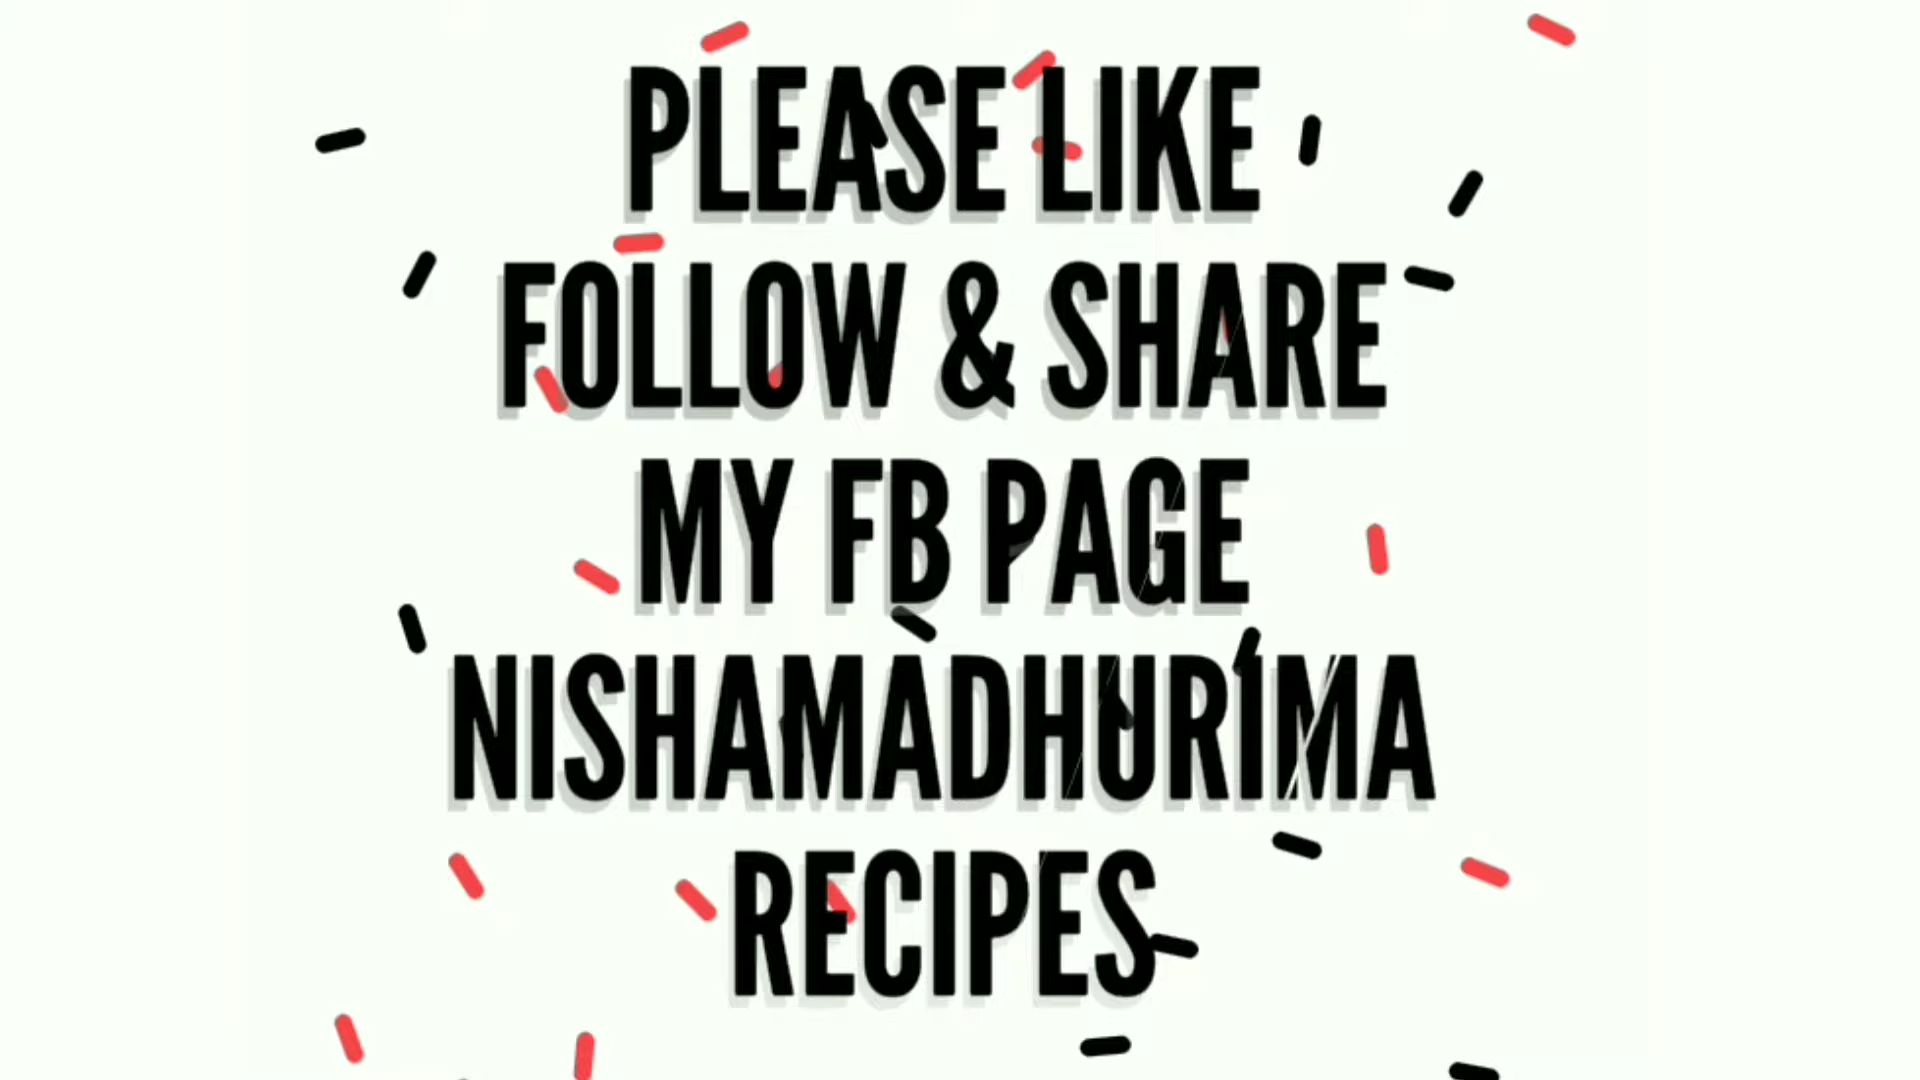 PLEASE LIKE
FOLLOW & SHARE
MY FB PAGE
NISHAMADHURIMA
RECIPES